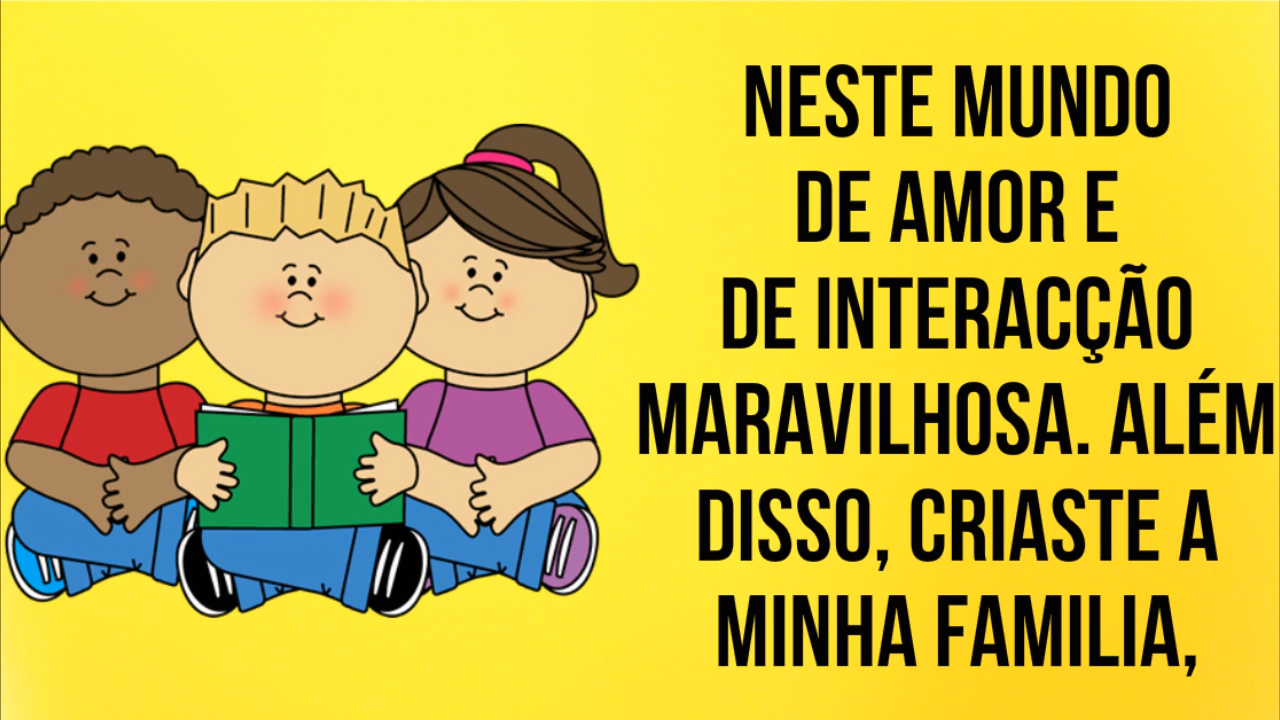 NESTE MUNDO
DE AMOR E
DE INTERACÇÃO
MARAVILHOSA. ALÉM
DISSO, CRIASTE A
MINHA FAMILIA,